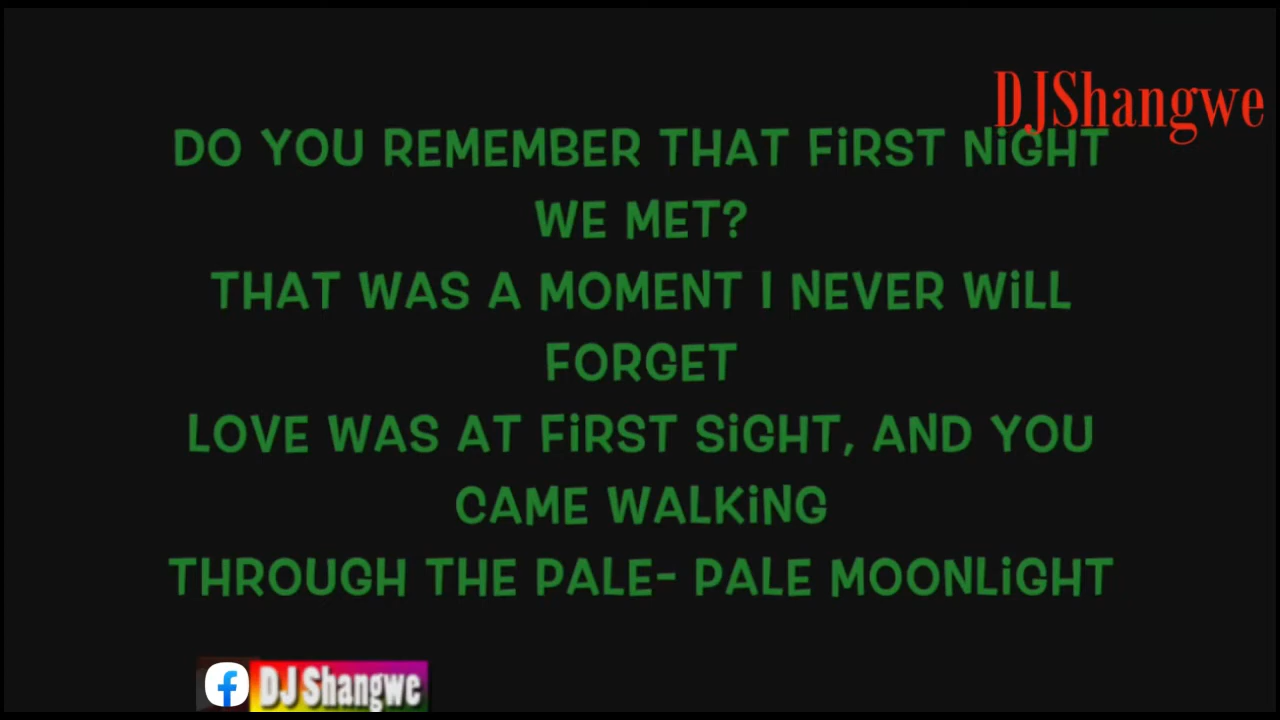 DJShangwe
DO YOU REMEMBER THAT FiRST NiGHT
WE MET?
THAT WAS A MOMENT I NEVER WiLL
FORGET
LOVE WAS AT FiRST SiGHT, AND YOU
CAME WALKiNG
THROUGH THE PALE- PALE MOONLiGHT
DJ Shangwe